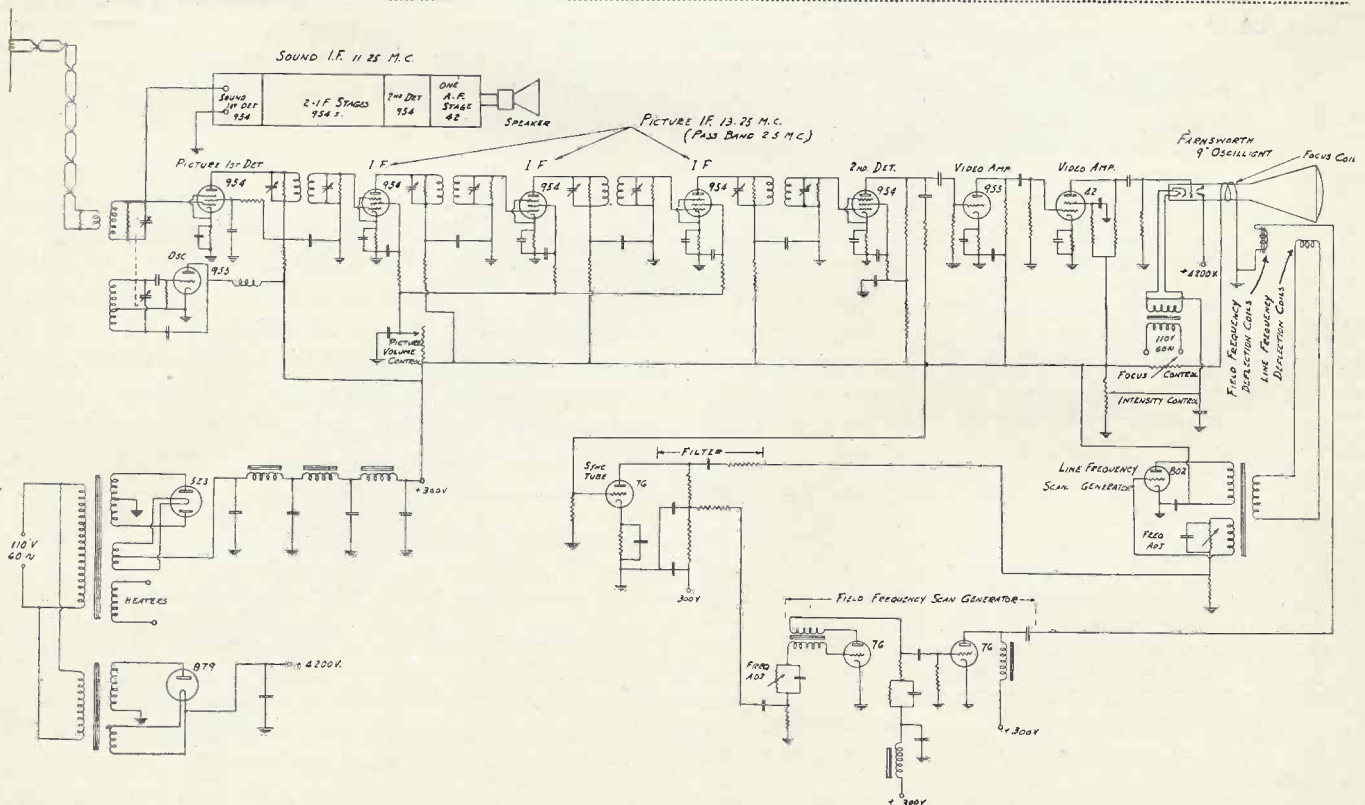 SOUND I.F. 11.25 M.C.
SOUND
1ST DET
954
2-I F STAGES
954 S.
2ND DET
954
ONE
A.F.
STAGE
42
SPEAKER
PICTURE I.F. 13.25 M.C.
(PASS BAND 2.5 M.C.)
FARNSWORTH
9" OSCILLIGHT
FOCUS COIL
PICTURE 1ST DET
954
I F
954
I F
954
I F
954
2ND DET.
954
VIDEO AMP.
955
VIDEO AMP.
42
OSC
955
+4200V.
PICTURE
VOLUME
CONTROL
110V
60N
FOCUS CONTROL
INTENSITY CONTROL
FIELD FREQUENCY
DEFLECTION COILS
LINE FREQUENCY
DEFLECTION COILS
FILTER
SYNC
TUBE
76
300V
LINE FREQUENCY
SCAN GENERATOR
802
FREQ
ADJ
5Z3
+300V
110 V
60 N
HEATERS
879
+ 4200V.
FIELD FREQUENCY SCAN GENERATOR
FREQ
ADJ
76
76
+ 300V
+ 300V